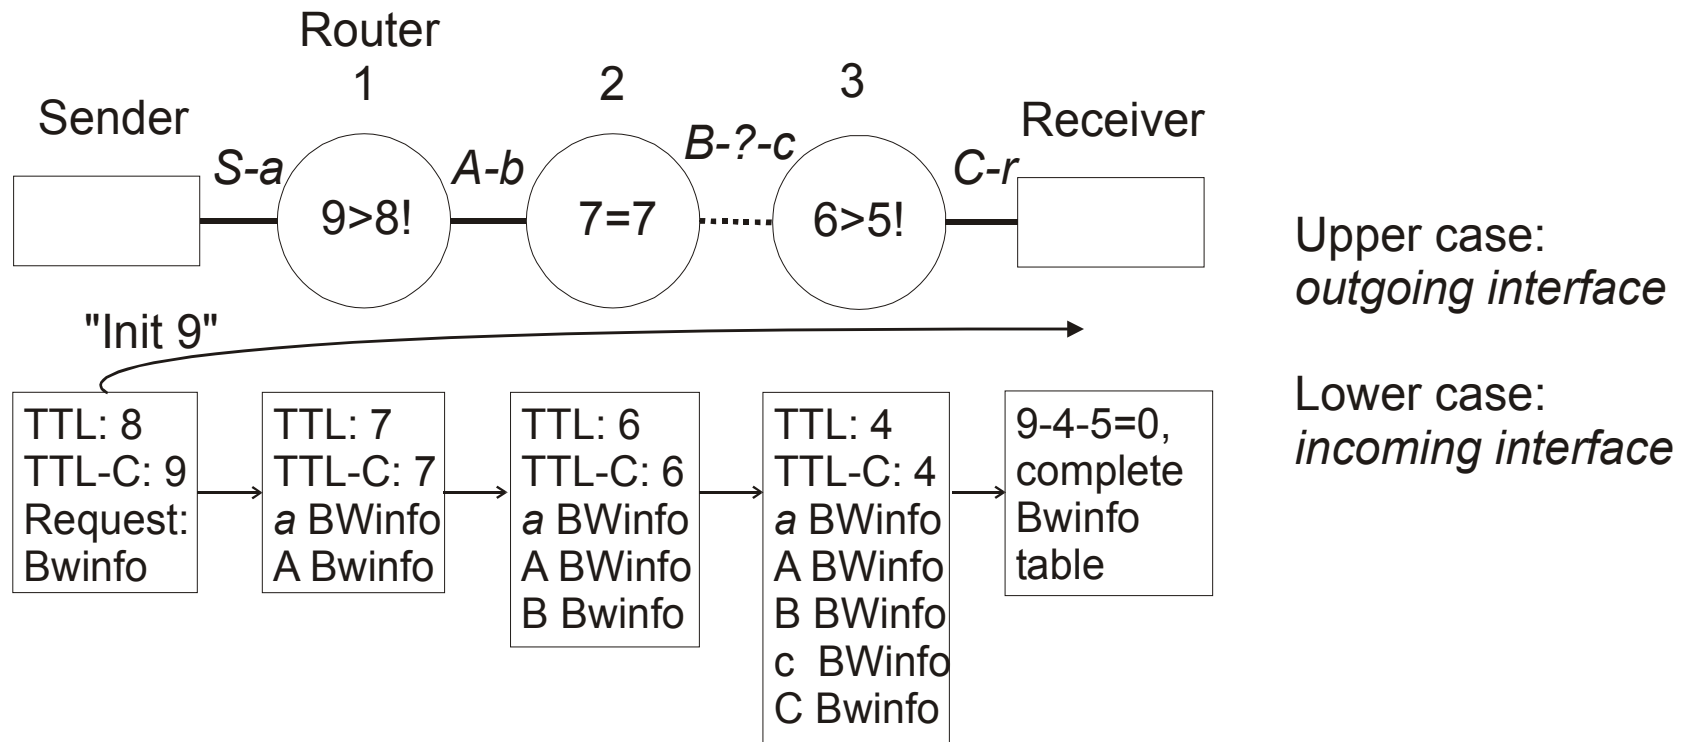 Router
1
2
3
Sender
Receiver
S-a
A-b
B-?-c
C-r
9>8!
7=7
6>5!
Upper case:
outgoing interface
Lower case:
incoming interface
"Init 9"
TTL: 8
TTL-C: 9
Request:
Bwinfo
TTL: 7
TTL-C: 7
a BWinfo
A Bwinfo
TTL: 6
TTL-C: 6
a BWinfo
A BWinfo
B Bwinfo
TTL: 4
TTL-C: 4
a BWinfo
A BWinfo
B BWinfo
c BWinfo
C Bwinfo
9-4-5=0,
complete
Bwinfo
table